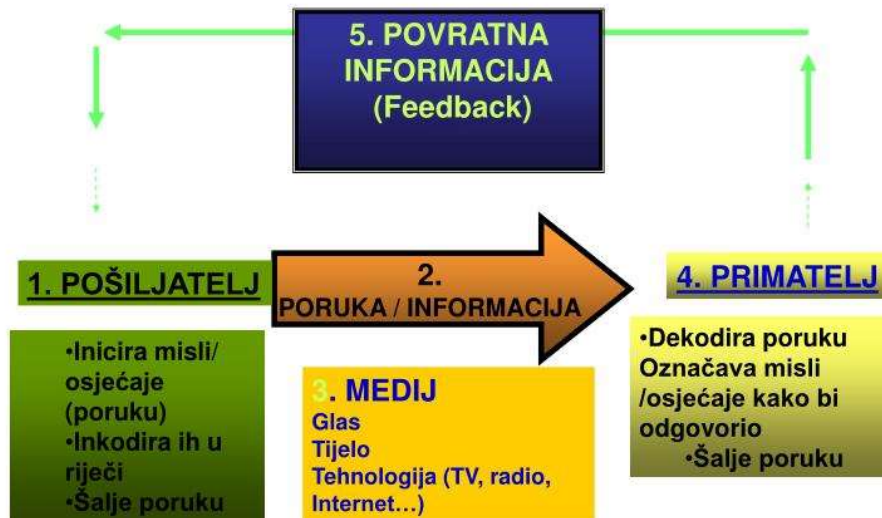 5. POVRATNA
INFORMACIJA
(Feedback)
1. POŠILJATELJ
2.
PORUKA / INFORMACIJA
4. PRIMATELJ
•Inicira misli/
osjećaje
(poruku)
•Inkodira ih u
riječi
•Šalje poruku
3. MEDIJ
Glas
Tijelo
Tehnologija (TV, radio,
Internet…)
•Dekodira poruku
Označava misli
/osjećaje kako bi
odgovorio
•Šalje poruku